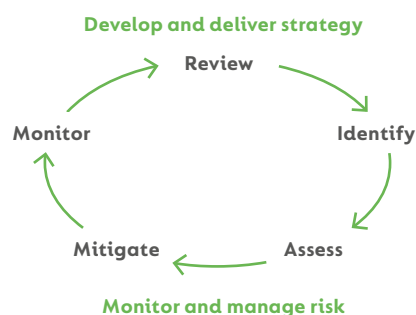 Develop and deliver strategy
Review
Monitor
Identify
Mitigate
Assess
Monitor and manage risk